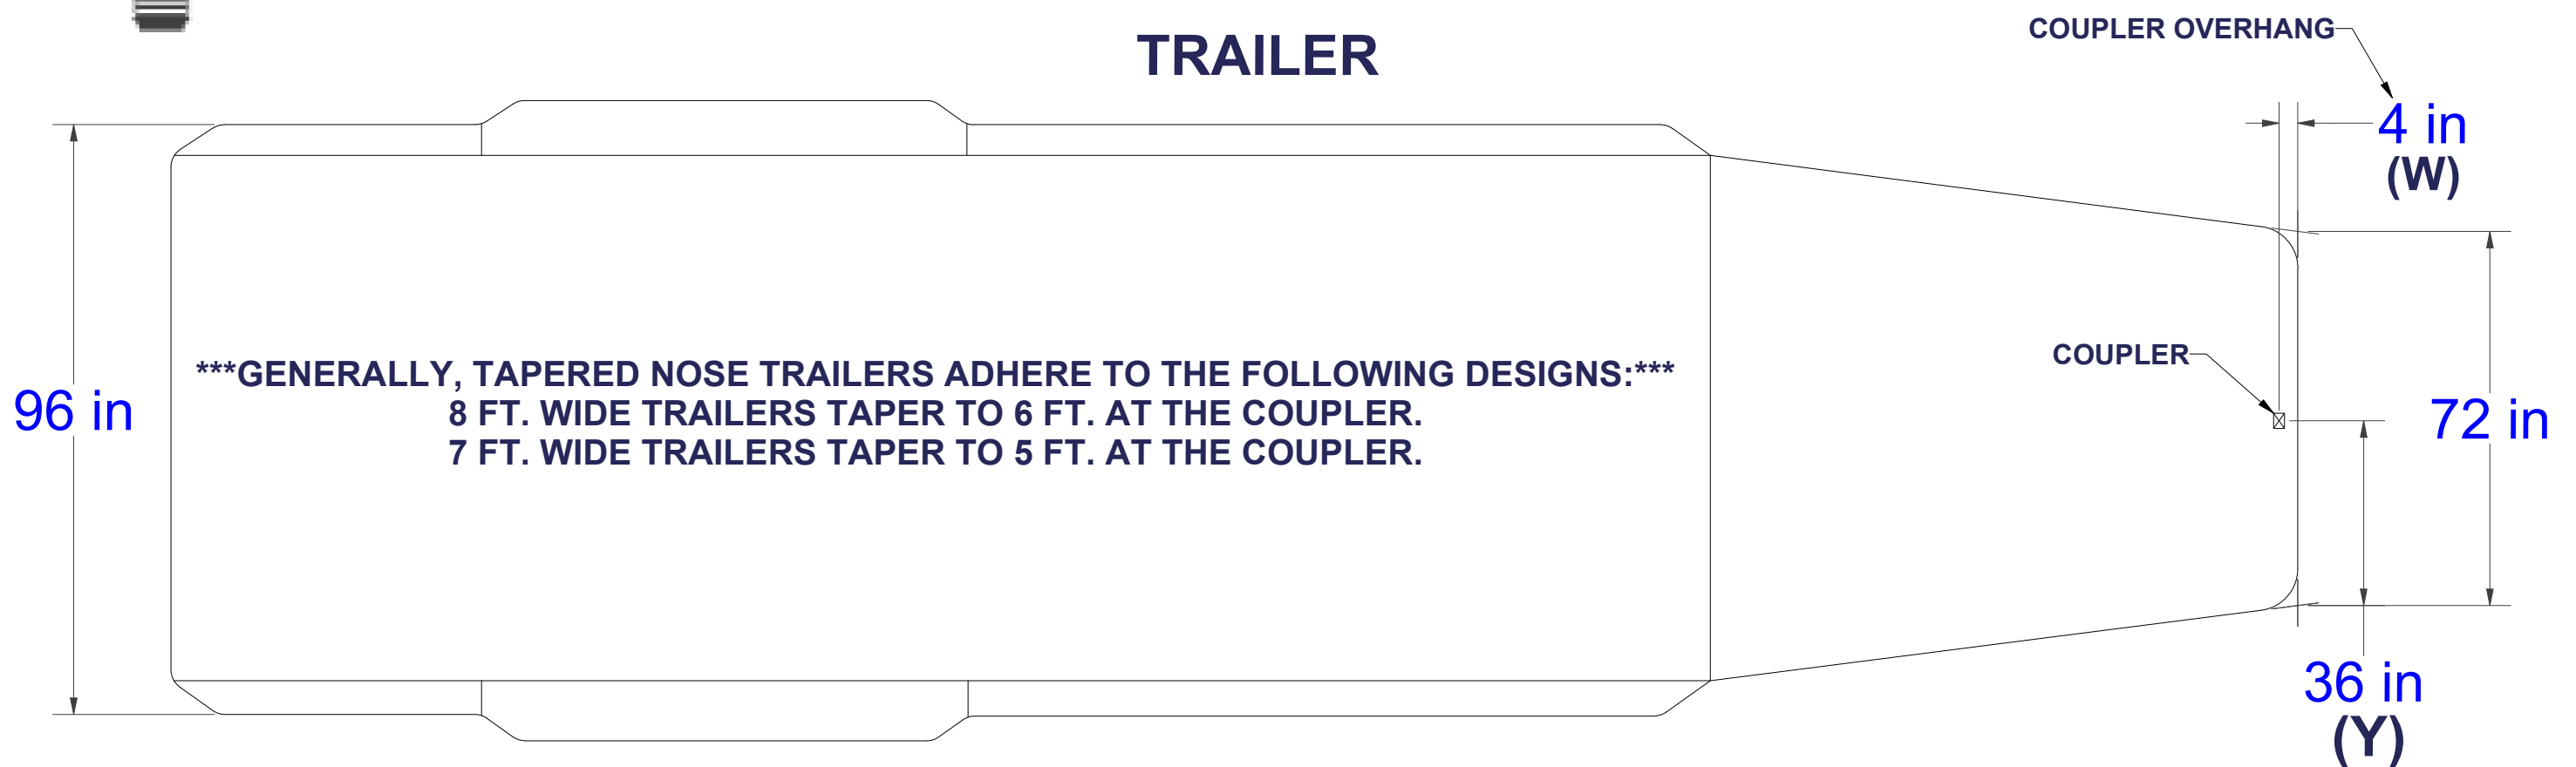 TRAILER
COUPLER OVERHANG
4 in
(W)
***GENERALLY, TAPERED NOSE TRAILERS ADHERE TO THE FOLLOWING DESIGNS:***
8 FT. WIDE TRAILERS TAPER TO 6 FT. AT THE COUPLER.
7 FT. WIDE TRAILERS TAPER TO 5 FT. AT THE COUPLER.
96 in
COUPLER
72 in
36 in
(Y)